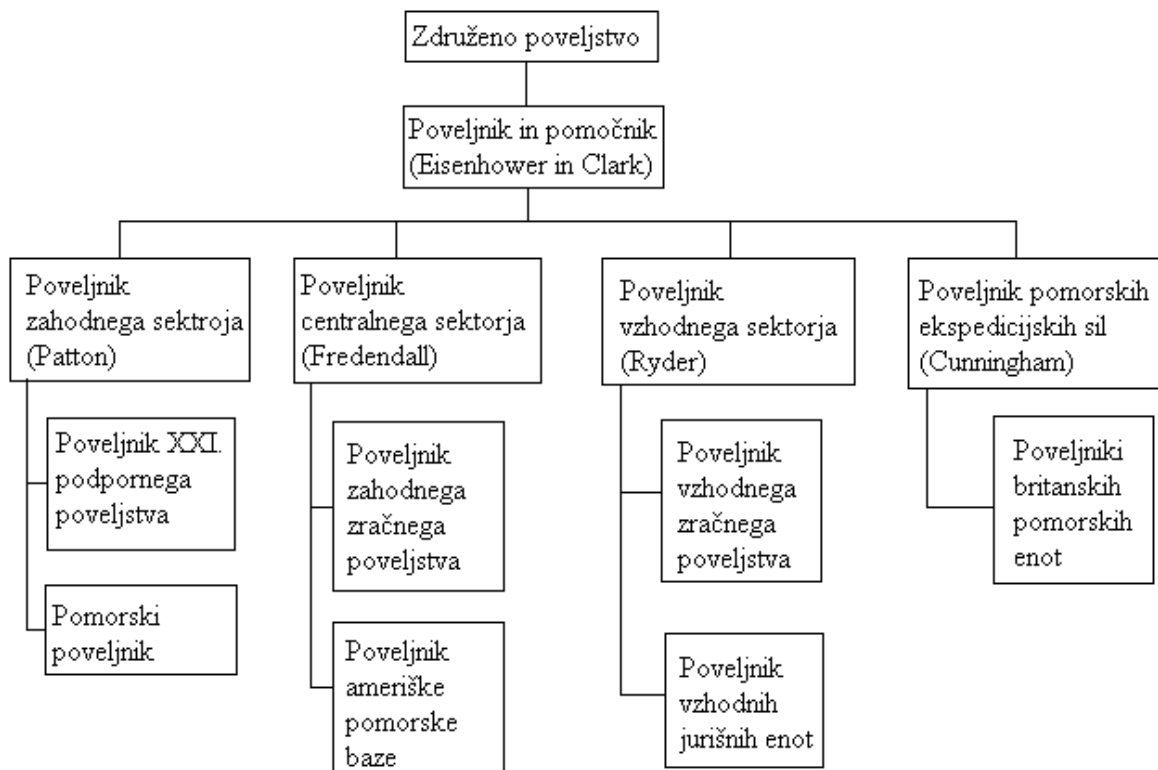 Združeno poveljstvo
Poveljnik in pomočnik
(Eisenhower in Clark)
Poveljnik
zahodnega sektroja
(Patton)
Poveljnik
centralnega sektorja
(Fredendall)
Poveljnik
vzhodnega sektorja
(Ryder)
Poveljnik pomorskih
ekspedicijskih sil
(Cunningham)
Poveljnik XXI.
podpornega
poveljstva
Poveljnik
zahodnega
zračnega
poveljstva
Poveljnik
vzhodnega
zračnega
poveljstva
Poveljniki
britanskih
pomorskih
enot
Pomorski
poveljnik
Poveljnik
ameriške
pomorske
baze
Poveljnik
vzhodnih
jurišnih enot